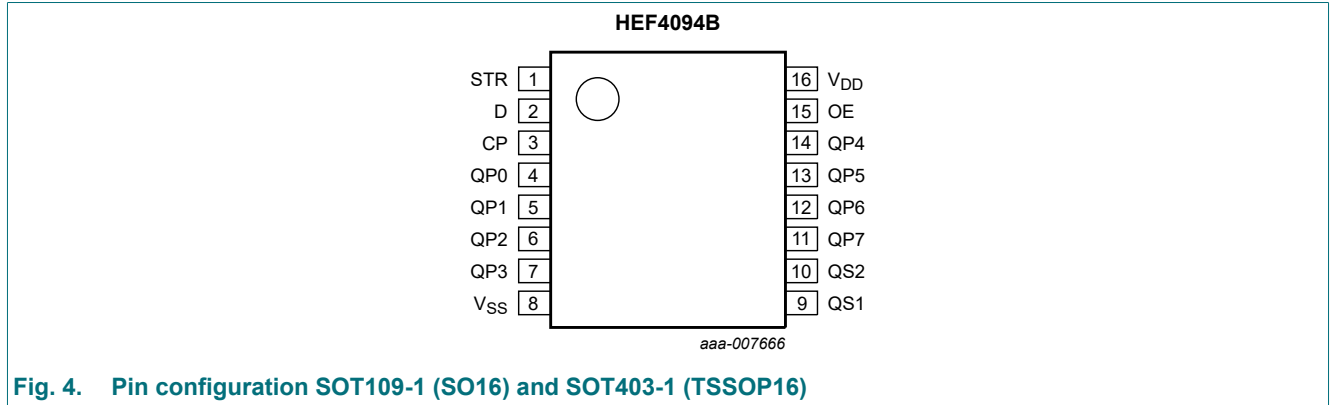 HEF4094B
STR 1 16 VDD
D 2 15 OE
CP 3 14 QP4
QP0 4 13 QP5
QP1 5 12 QP6
QP2 6 11 QP7
QP3 7 10 QS2
VSS 8 9 QS1
aaa-007666
Fig. 4. Pin configuration SOT109-1 (SO16) and SOT403-1 (TSSOP16)